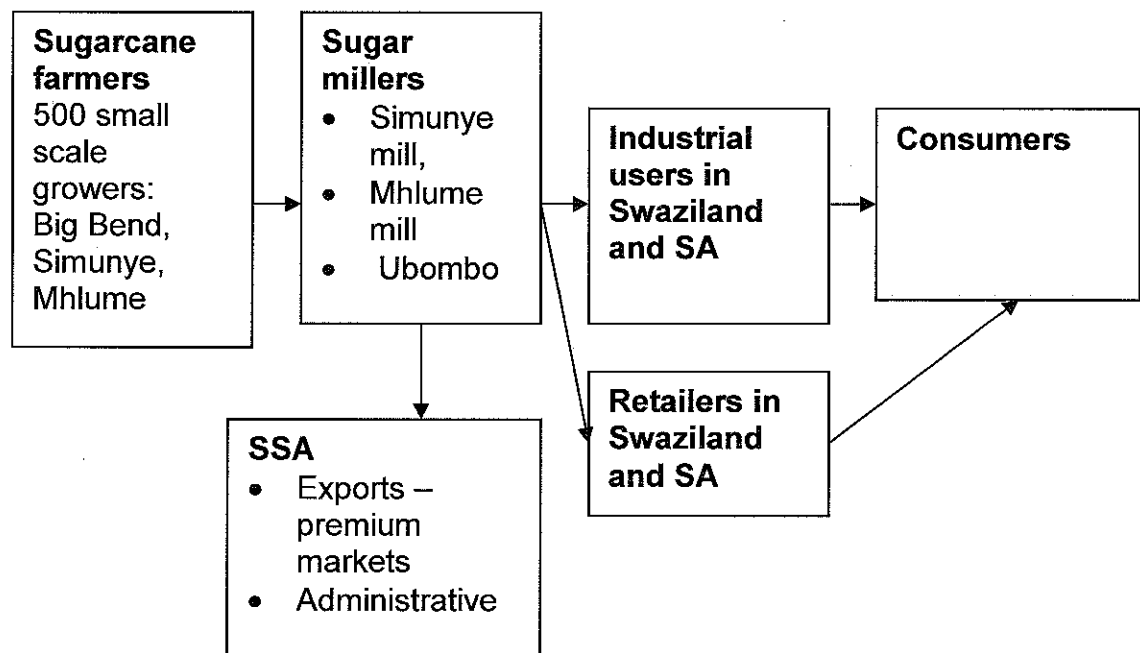 Sugarcane
farmers
500 small
scale
growers:
Big Bend,
Simunye,
Mhlume
Sugar
millers
• Simunye
mill,
• Mhlume
mill
• Ubombo
Industrial
users in
Swaziland
and SA
Consumers
Retailers in
Swaziland
and SA
SSA
• Exports –
premium
markets
• Administrative